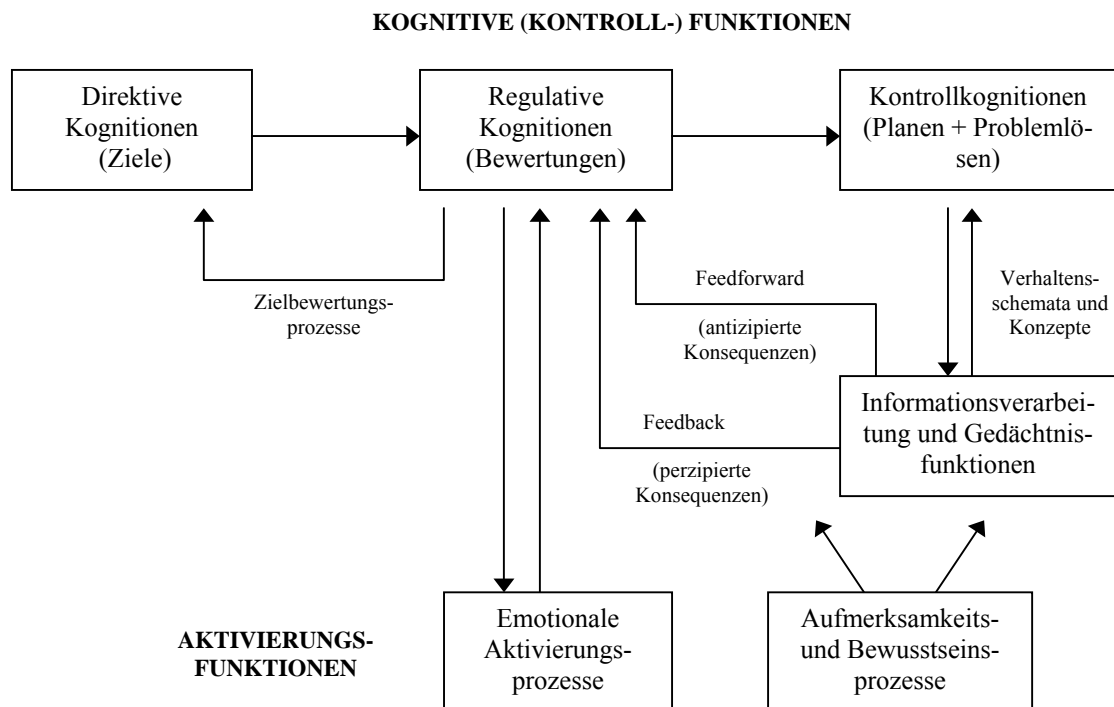 KOGNITIVE (KONTROLL-) FUNKTIONEN
Direktive
Kognitionen
(Ziele)
Regulative
Kognitionen
(Bewertungen)
Kontrollkognitionen
(Planen + Problemlö-
sen)
Zielbewertungs-
prozesse
Feedforward
(antizipierte
Konsequenzen)
Verhaltens-
schemata und
Konzepte
Feedback
(perzipierte
Konsequenzen)
Informationsverarbei-
tung und Gedächtnis-
funktionen
AKTIVIERUNGS-
FUNKTIONEN
Emotionale
Aktivierungs-
prozesse
Aufmerksamkeits-
und Bewusstseins-
prozesse